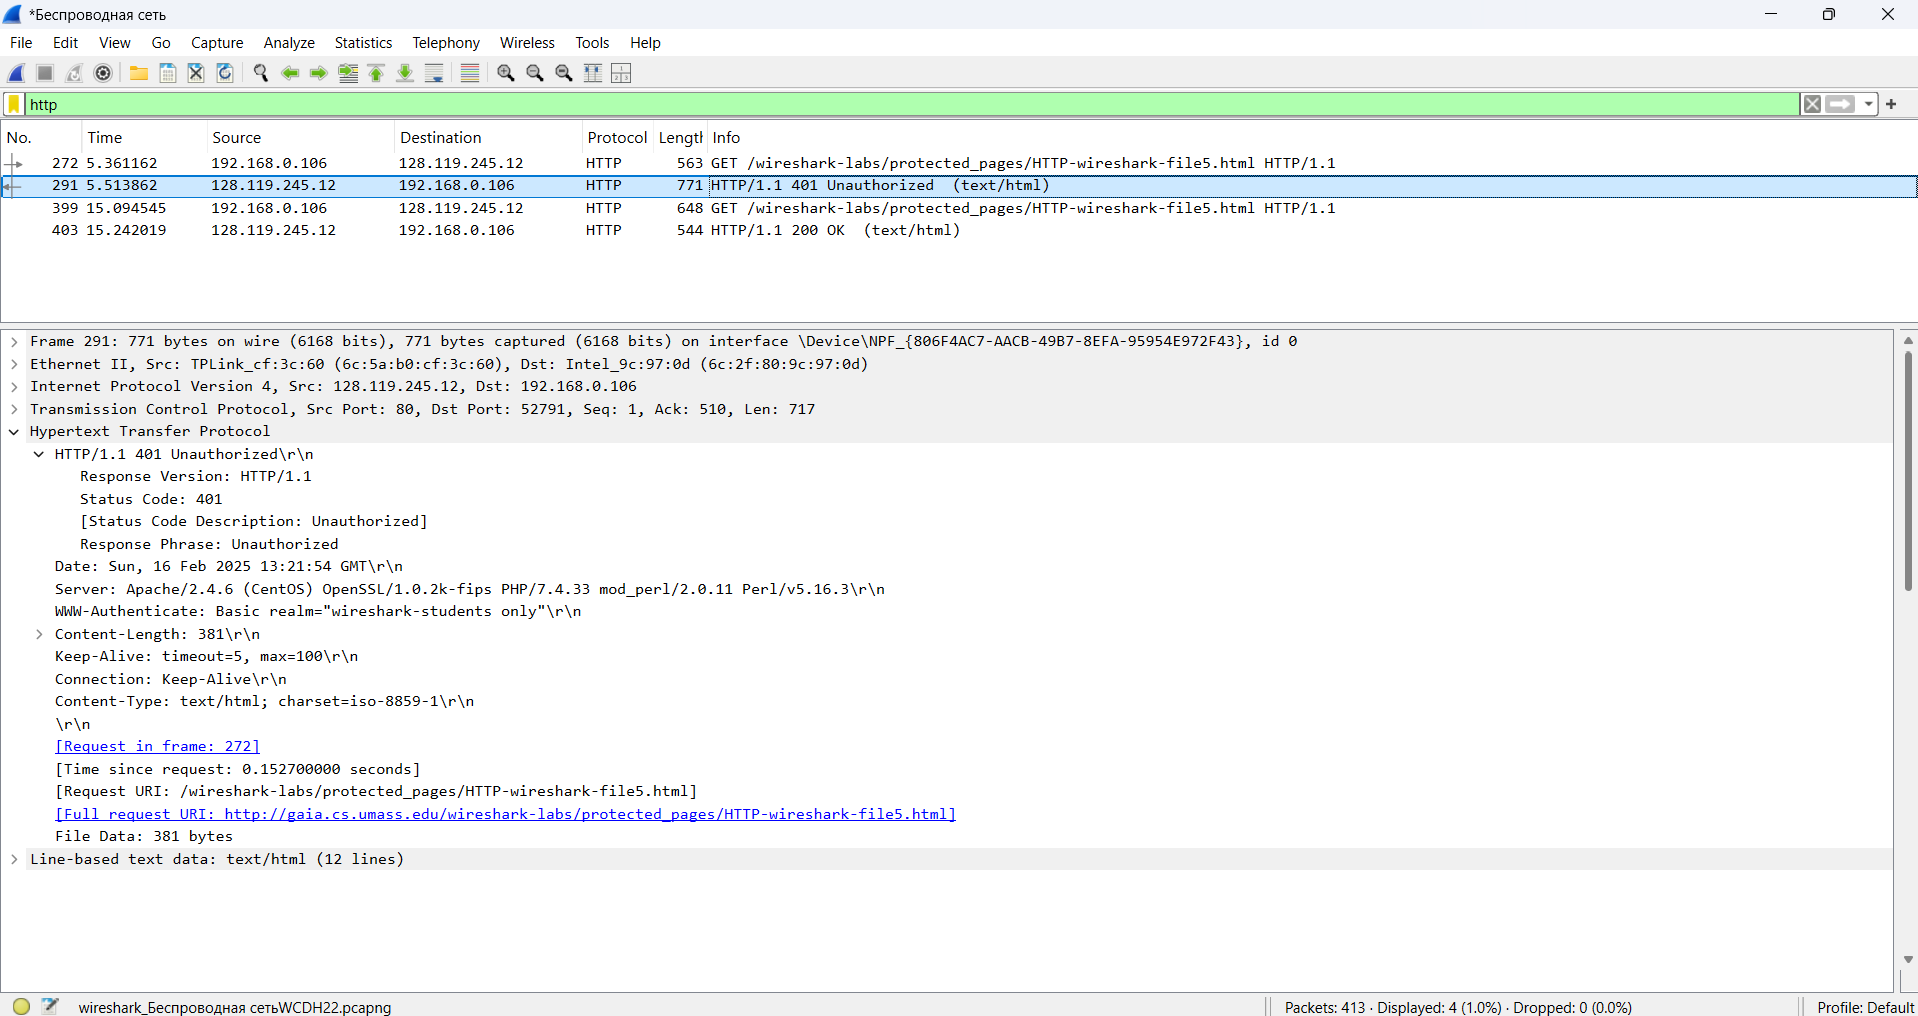 *Беспроводная сеть
File Edit View Go Capture Analyze Statistics Telephony Wireless Tools Help
http
No. Time Source Destination Protocol Lengtl Info
272 5.361162 192.168.0.106 128.119.245.12 HTTP 563 GET /wireshark-labs/protected_pages/HTTP-wireshark-file5.html HTTP/1.1
291 5.513862 128.119.245.12 192.168.0.106 HTTP 771 HTTP/1.1 401 Unauthorized (text/html)
399 15.094545 192.168.0.106 128.119.245.12 HTTP 648 GET /wireshark-labs/protected_pages/HTTP-wireshark-file5.html HTTP/1.1
403 15.242019 128.119.245.12 192.168.0.106 HTTP 544 HTTP/1.1 200 OK (text/html)
Frame 291: 771 bytes on wire (6168 bits), 771 bytes captured (6168 bits) on interface \Device\NPF_{806F4AC7-AACB-49B7-8EFA-95954E972F43}, id 0
Ethernet II, Src: TPLink_cf:3c:60 (6c:5a:b0:cf:3c:60), Dst: Intel_9c:97:0d (6c:2f:80:9c:97:0d)
Internet Protocol Version 4, Src: 128.119.245.12, Dst: 192.168.0.106
Transmission Control Protocol, Src Port: 80, Dst Port: 52791, Seq: 1, Ack: 510, Len: 717
Hypertext Transfer Protocol
HTTP/1.1 401 Unauthorized\r\n
Response Version: HTTP/1.1
Status Code: 401
[Status Code Description: Unauthorized]
Response Phrase: Unauthorized
Date: Sun, 16 Feb 2025 13:21:54 GMT\r\n
Server: Apache/2.4.6 (CentOS) OpenSSL/1.0.2k-fips PHP/7.4.33 mod_perl/2.0.11 Perl/v5.16.3\r\n
WWW-Authenticate: Basic realm="wireshark-students only"\r\n
Content-Length: 381\r\n
Keep-Alive: timeout=5, max=100\r\n
Connection: Keep-Alive\r\n
Content-Type: text/html; charset=iso-8859-1\r\n
\r\n
[Request in frame: 272]
[Time since request: 0.152700000 seconds]
[Request URI: /wireshark-labs/protected_pages/HTTP-wireshark-file5.html]
[Full request URI: http://gaia.cs.umass.edu/wireshark-labs/protected_pages/HTTP-wireshark-file5.html]
File Data: 381 bytes
Line-based text data: text/html (12 lines)
wireshark_Беспроводная сетьWCDH22.pcapng Packets: 413 · Displayed: 4 (1.0%) · Dropped: 0 (0.0%) Profile: Default